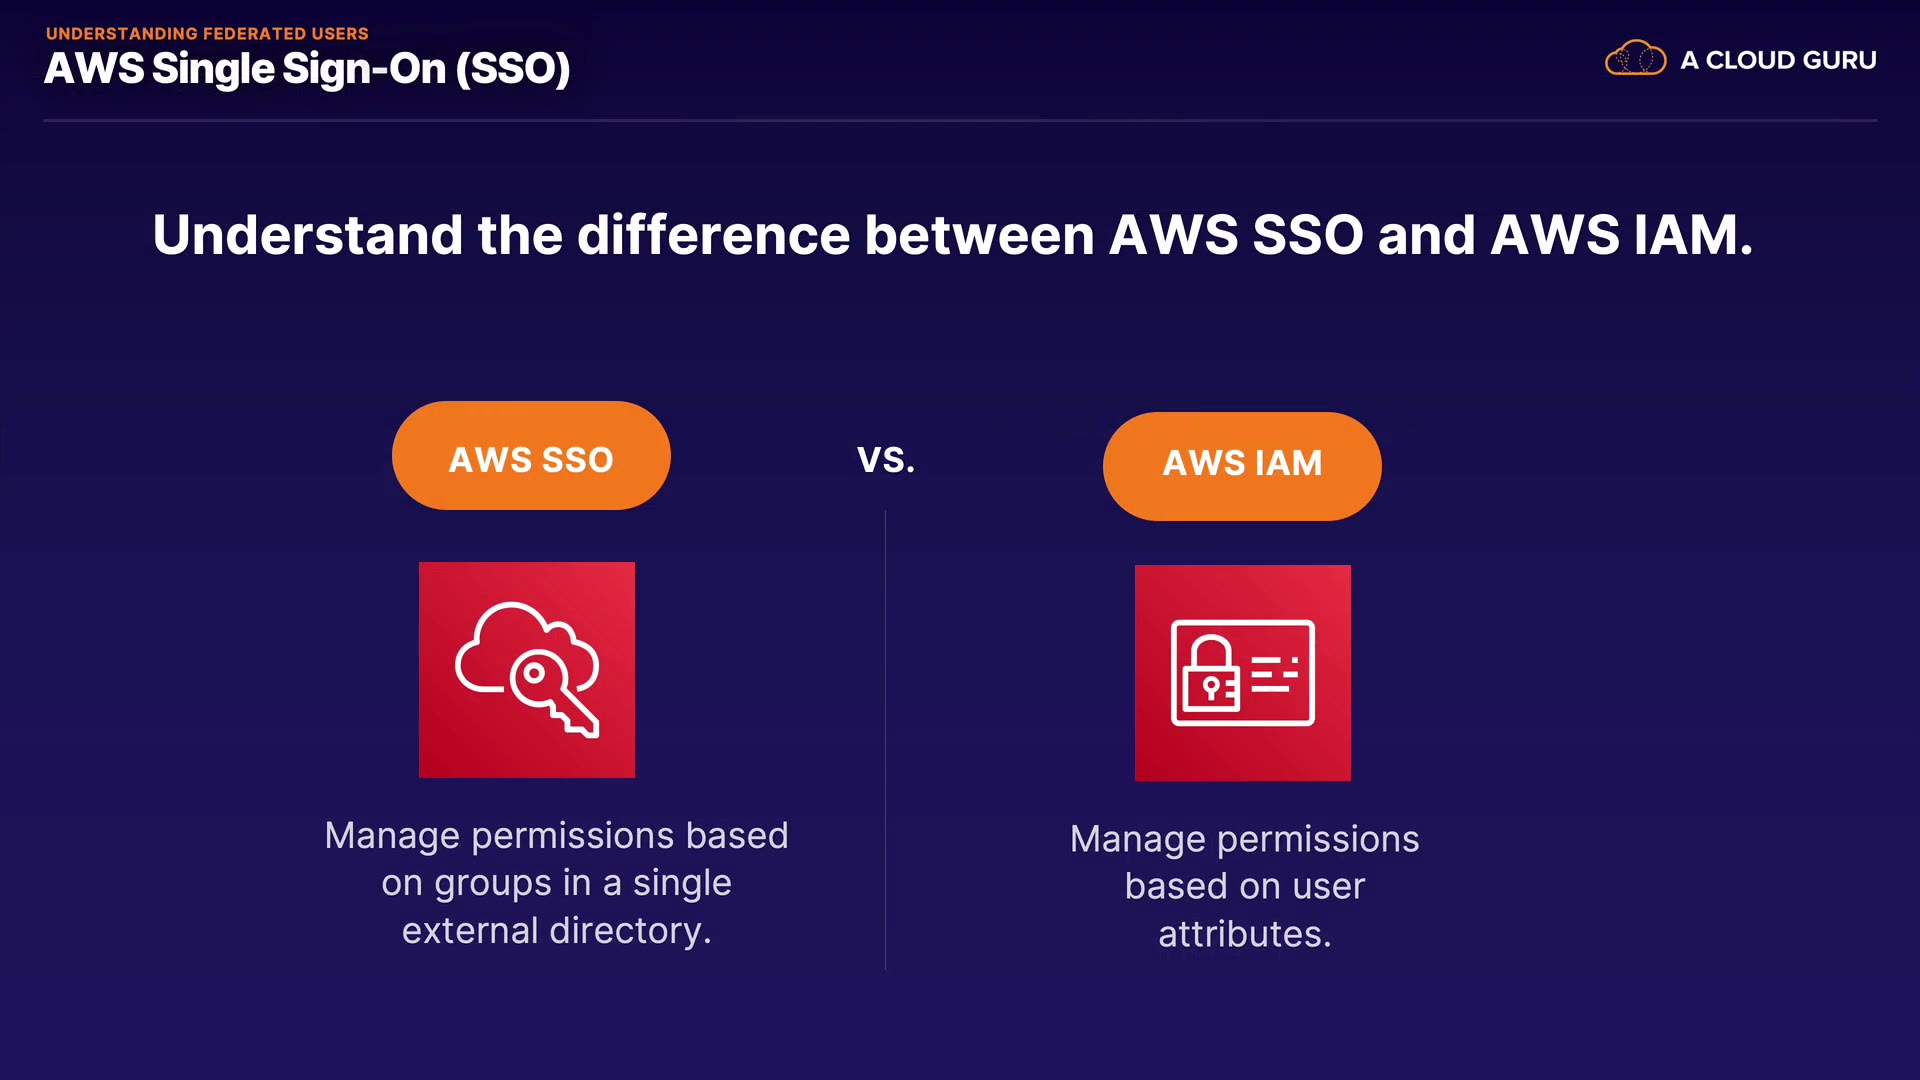 UNDERSTANDING FEDERATED USERS
AWS Single Sign-On (SSO)
A CLOUD GURU
Understand the difference between AWS SSO and AWS IAM.
AWS SSO
VS.
AWS IAM
Manage permissions based
on groups in a single
external directory.
Manage permissions
based on user
attributes.